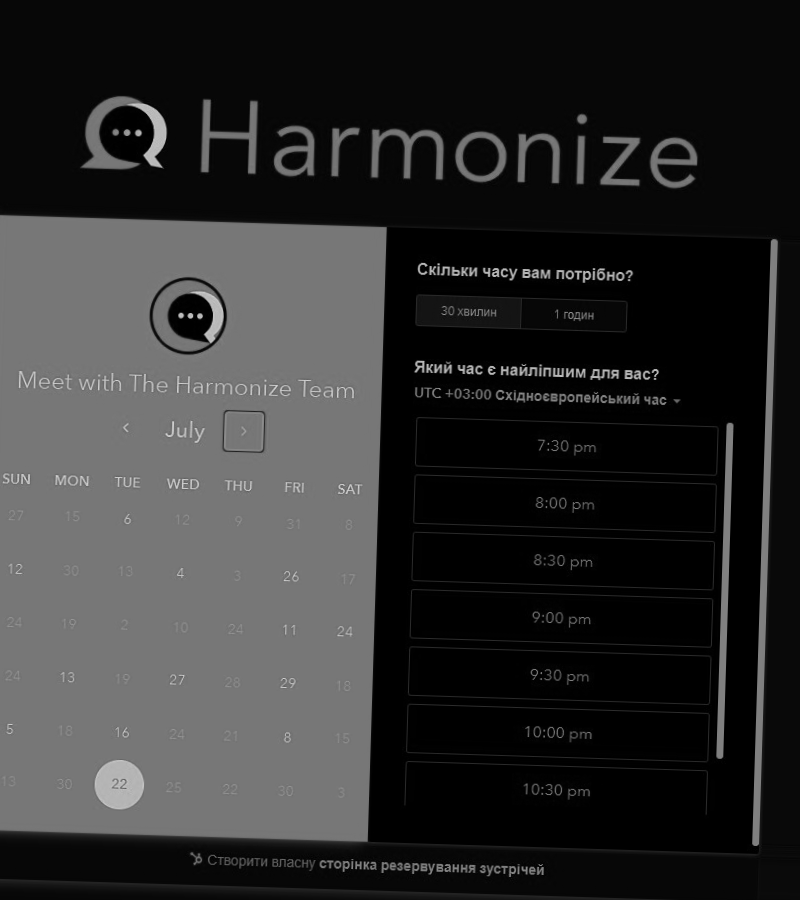 Harmonize
Meet with The Harmonize Team
July
SUN MON TUE WED THU FRI SAT
27 15 6 12 9 31 8
12 30 13 4 3 26 17
24 19 2 10 24 11 24
24 13 19 27 28 29 18
5 18 16 24 21 8 15
13 30 22 25 22 30 3
Скільки часу вам потрібно?
30 хвилин 1 годин
Який час є найліпшим для вас?
UTC +03:00 Східноєвропейський час
7:30 pm
8:00 pm
8:30 pm
9:00 pm
9:30 pm
10:00 pm
10:30 pm
Створити власну сторінка резервування зустрічей